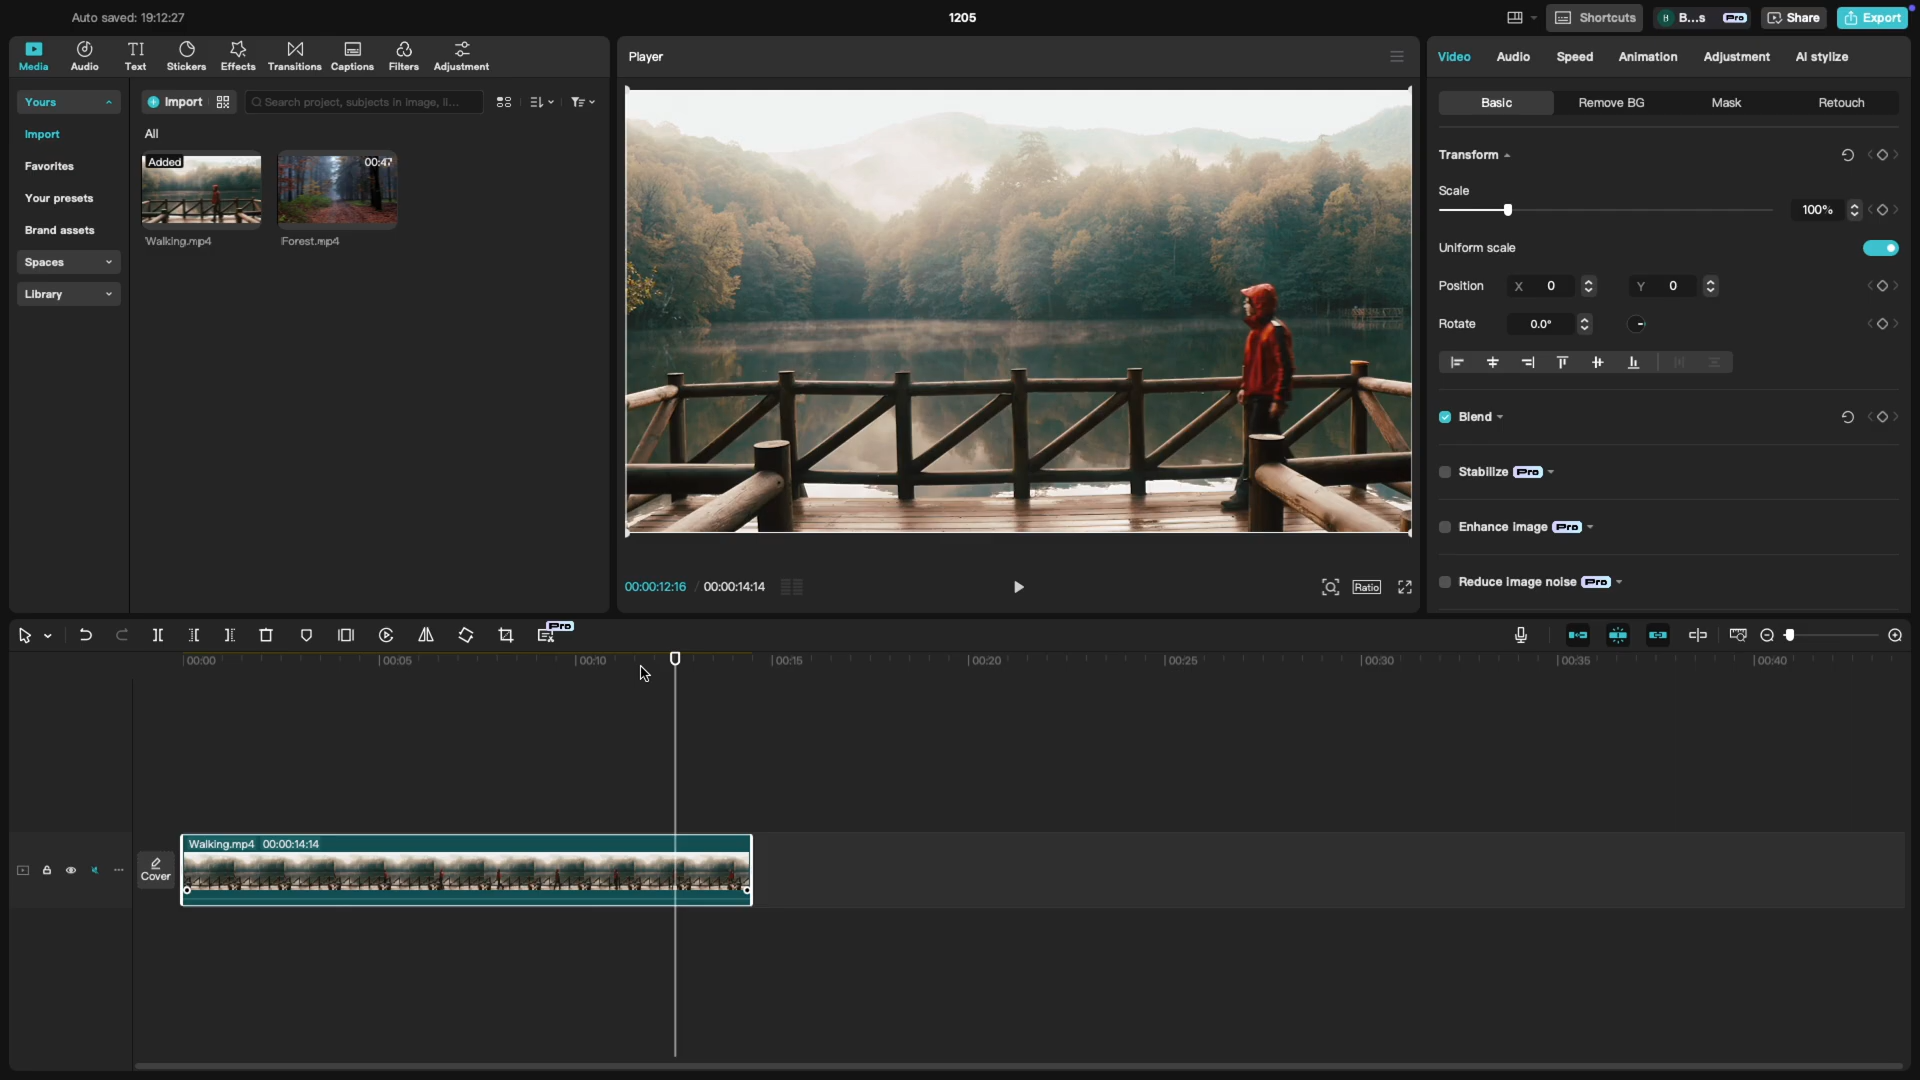 Auto saved: 19:12:27
1205
Shortcuts
B...s
Pro
Share
Export
Media
Audio
Text
Stickers
Effects
Transitions
Captions
Filters
Adjustment
Yours
Import
Favorites
Your presets
Brand assets
Spaces
Library
Import
Search project, subjects in image, li...
All
Added
00:47
Walking.mp4
Forest.mp4
Player
00:00:12:16 / 00:00:14:14
Ratio
Video
Audio
Speed
Animation
Adjustment
AI stylize
Basic
Remove BG
Mask
Retouch
Transform
Scale
100%
Uniform scale
Position X 0 Y 0
Rotate 0.0°
Blend
Stabilize Pro
Enhance image Pro
Reduce image noise Pro
Pro
00:00 00:05 00:10 00:15 00:20 00:25 00:30 00:35 00:40
Walking.mp4 00:00:14:14
Cover